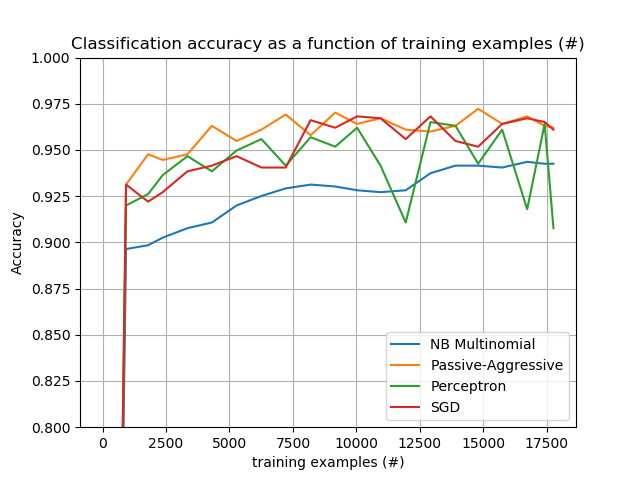 Classification accuracy as a function of training examples (#)
1.000
0.975
0.950
0.925
0.900
0.875
0.850
0.825
0.800
Accuracy
NB Multinomial
Passive-Aggressive
Perceptron
SGD
0 2500 5000 7500 10000 12500 15000 17500
training examples (#)